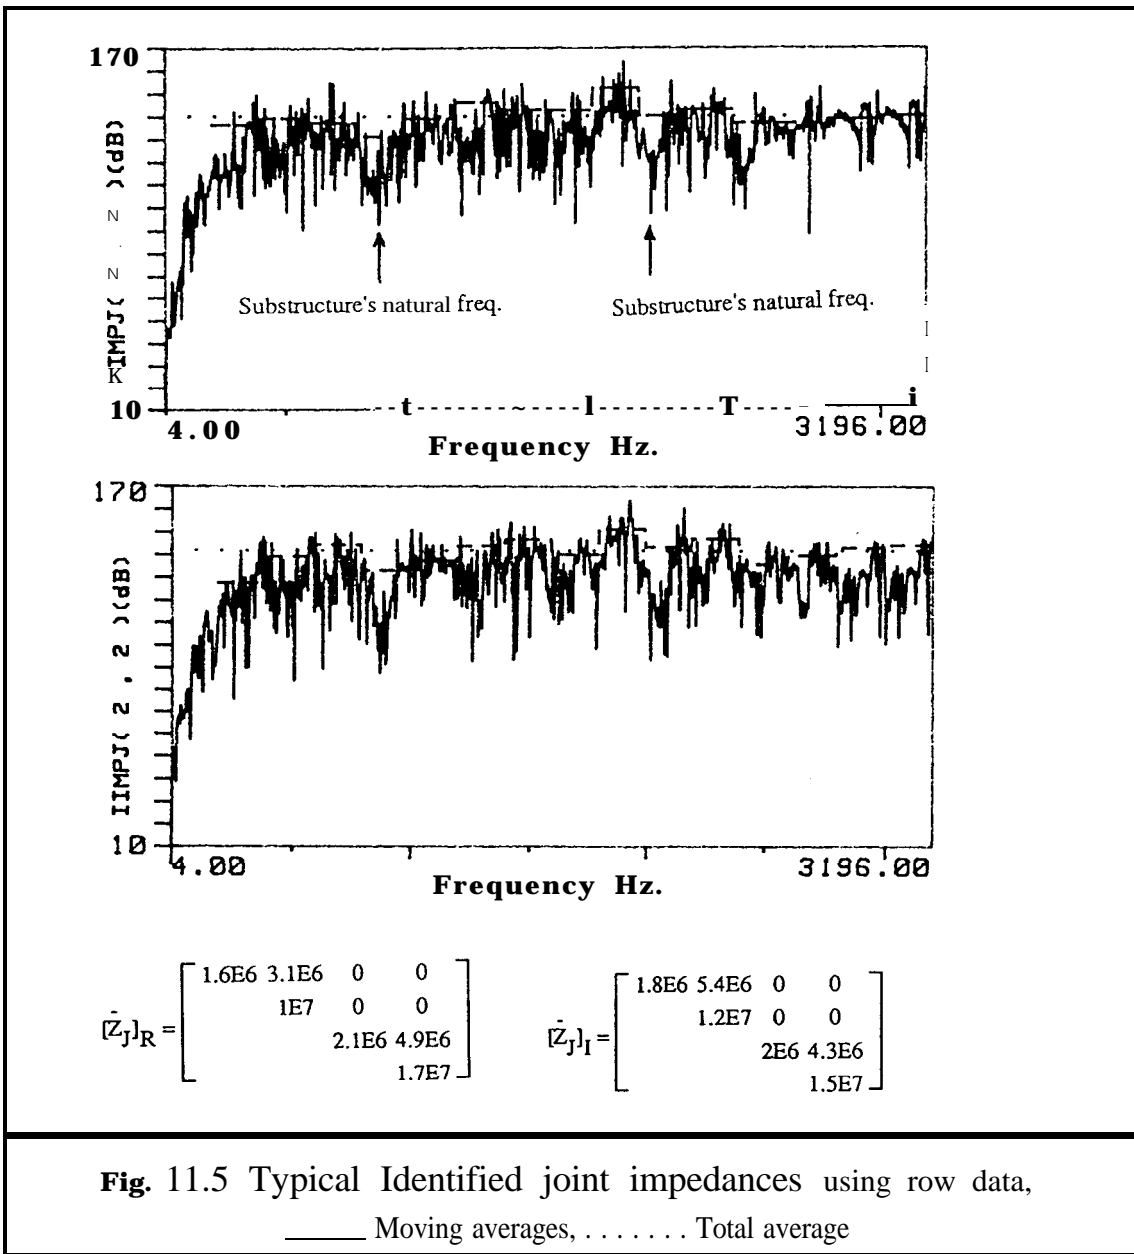 170
IMPJ( N . N )(dB)
K
Substructure's natural freq.
Substructure's natural freq.
10
t ~ l T i
4.00
3196.00
Frequency Hz.
170
IIMPJ( 2 , 2 )(dB)
10
4.00
3196.00
Frequency Hz.
[Z̄J]R = [ 1.6E6 3.1E6 0 0
1E7 0 0
2.1E6 4.9E6
1.7E7 ]
[Z̄J]I = [ 1.8E6 5.4E6 0 0
1.2E7 0 0
2E6 4.3E6
1.5E7 ]
Fig. 11.5 Typical Identified joint impedances using row data,
______ Moving averages, . . . . . . . Total average